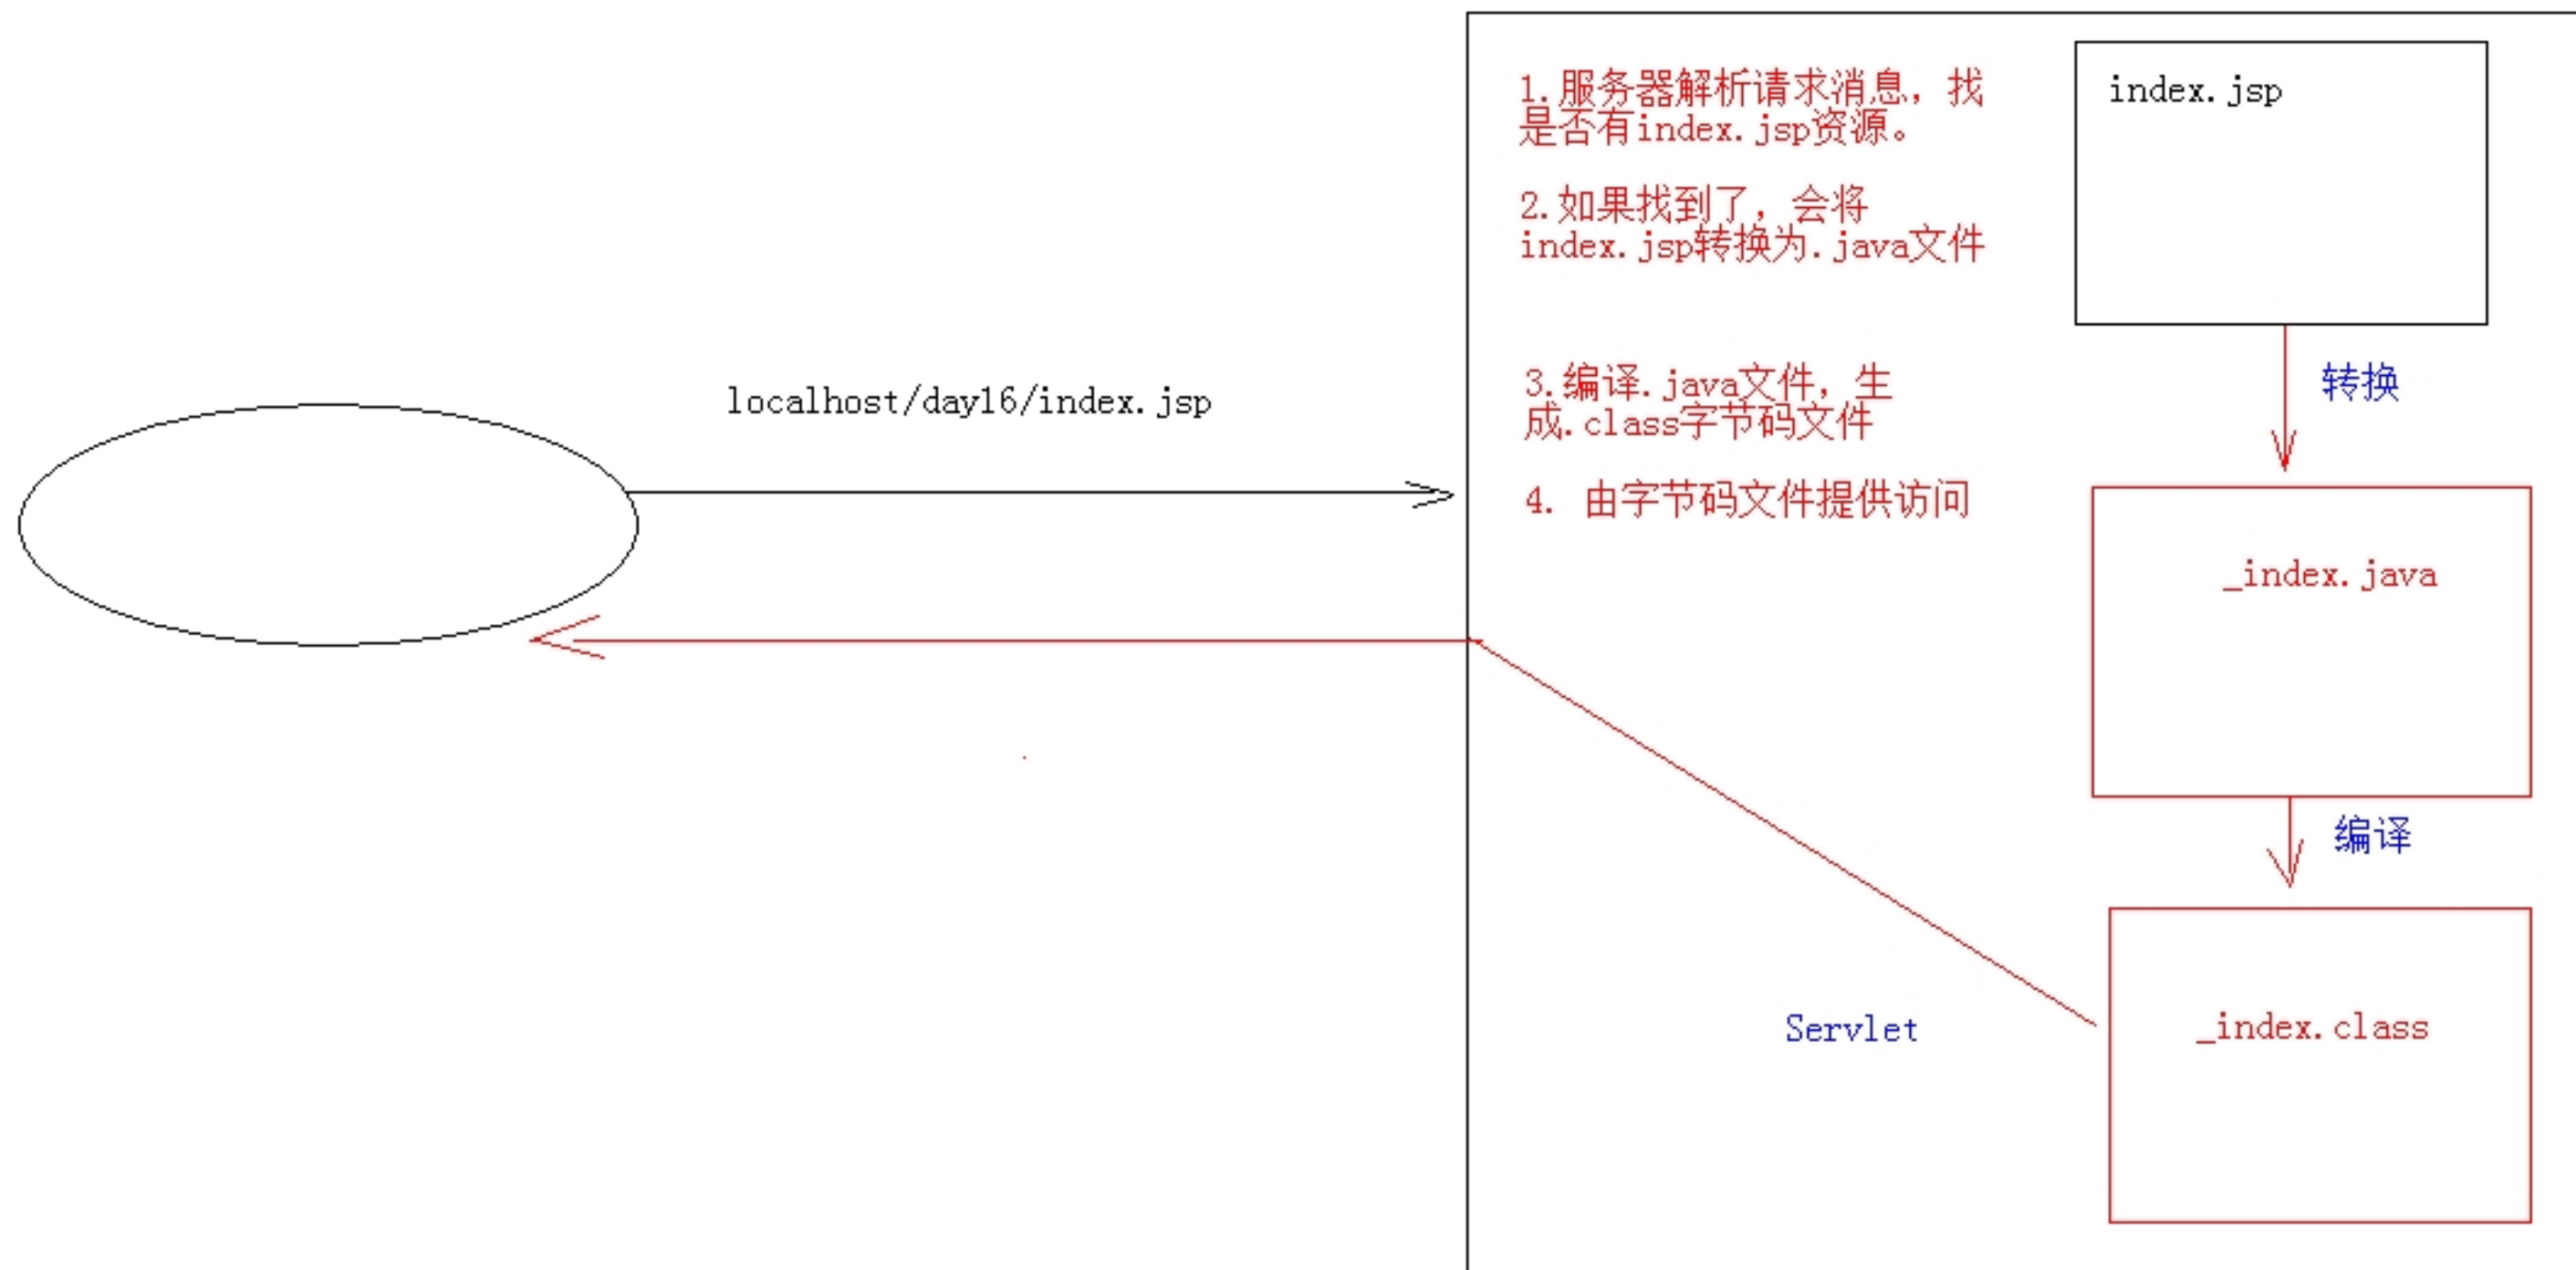 localhost/day16/index.jsp
1.服务器解析请求消息，找
是否有index.jsp资源。
2.如果找到了，会将
index.jsp转换为.java文件
3.编译.java文件，生
成.class字节码文件
4. 由字节码文件提供访问
index.jsp
转换
_index.java
编译
_index.class
Servlet